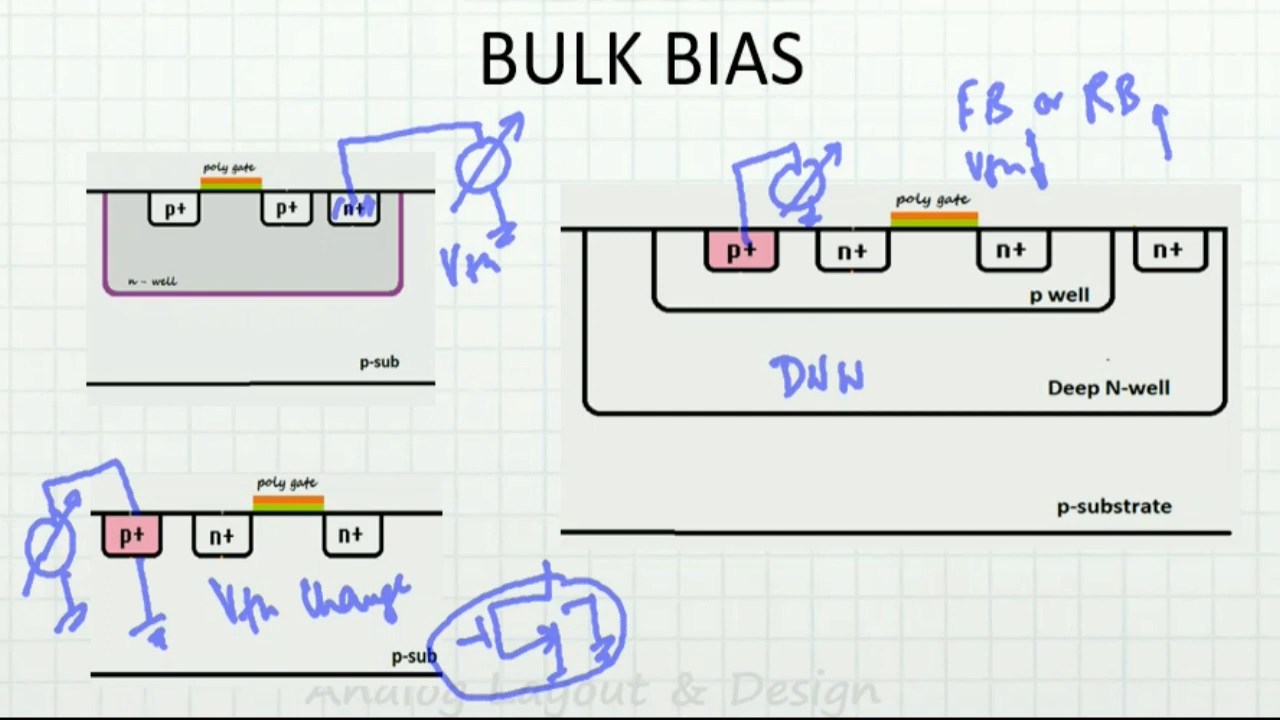 BULK BIAS
FB or RB
Vth
poly gate
p+ p+ n+
n - well
p-sub
Vth
poly gate
p+ n+ n+ n+
p well
DNW
Deep N-well
p-substrate
poly gate
p+ n+ n+
Vth change
p-sub
Analog Layout & Design